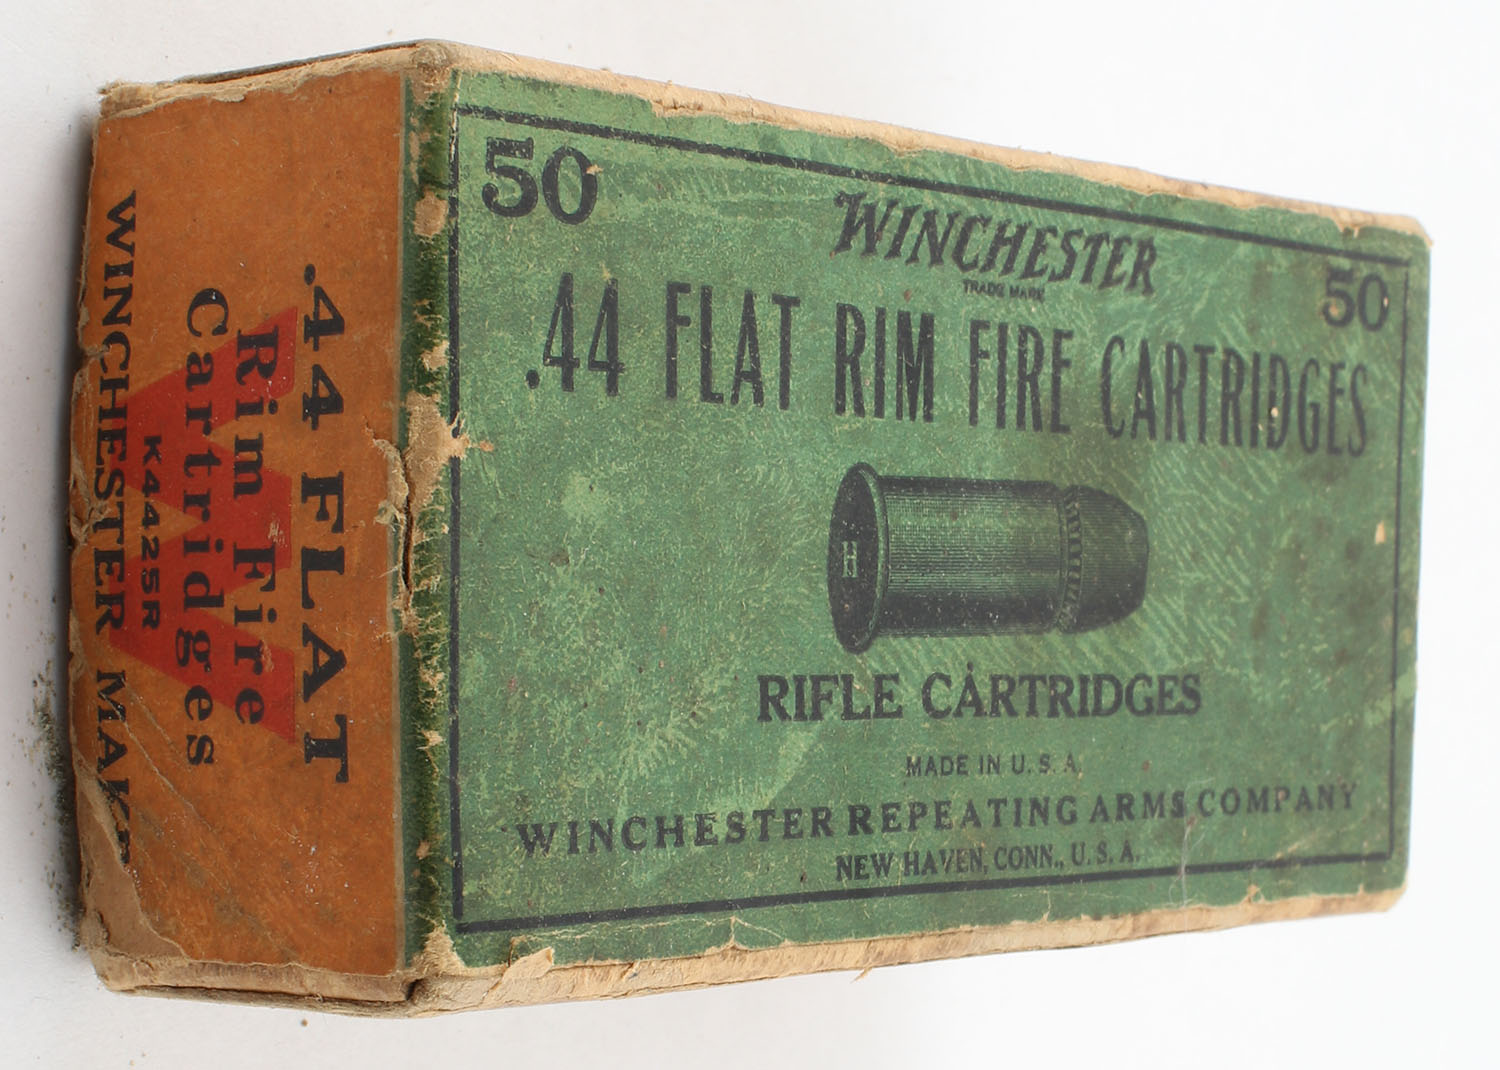 50
50
WINCHESTER
TRADE MARK
.44 FLAT RIM FIRE CARTRIDGES
H
RIFLE CARTRIDGES
MADE IN U. S. A.
WINCHESTER REPEATING ARMS COMPANY
NEW HAVEN, CONN., U. S. A.
.44 FLAT
Rim Fire
Cartridges
K4425R
WINCHESTER MAKE